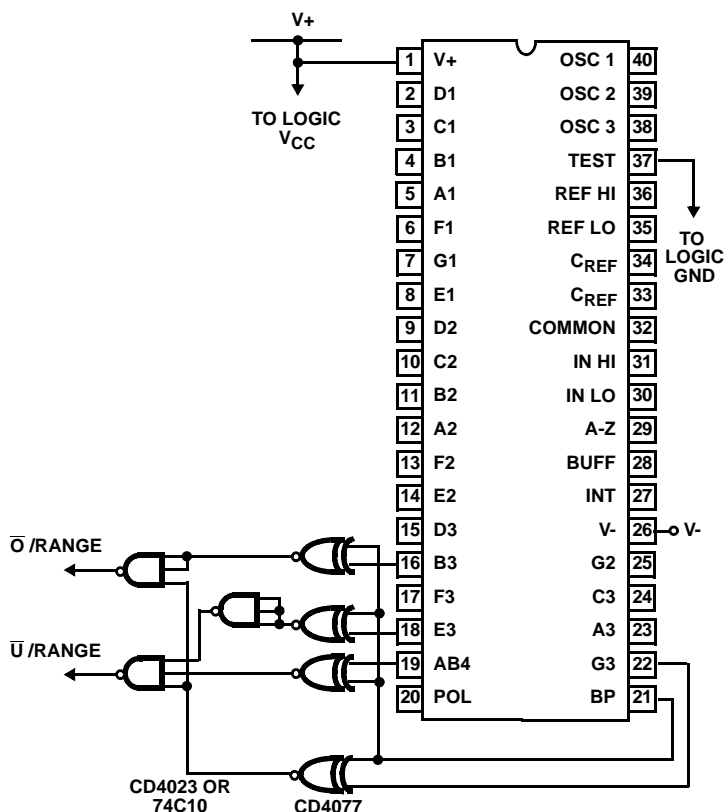 V+
TO LOGIC
VCC
1 V+ OSC 1 40
2 D1 OSC 2 39
3 C1 OSC 3 38
4 B1 TEST 37
5 A1 REF HI 36
6 F1 REF LO 35
7 G1 CREF 34
8 E1 CREF 33
9 D2 COMMON 32
10 C2 IN HI 31
11 B2 IN LO 30
12 A2 A-Z 29
13 F2 BUFF 28
14 E2 INT 27
15 D3 V- 26 V-
16 B3 G2 25
17 F3 C3 24
18 E3 A3 23
19 AB4 G3 22
20 POL BP 21
TO
LOGIC
GND
O̅ /RANGE
U̅ /RANGE
CD4023 OR
74C10
CD4077